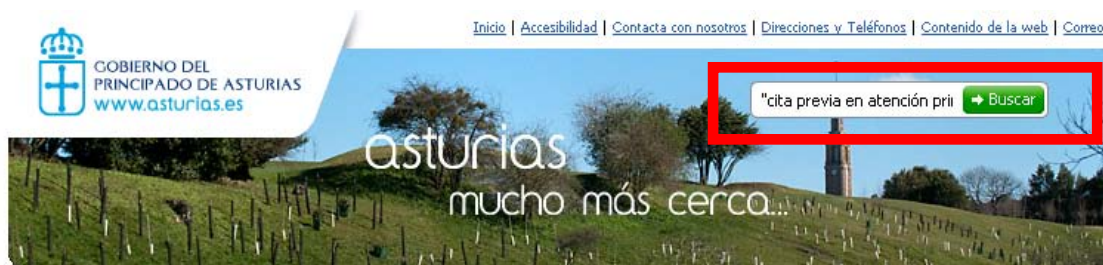 Inicio | Accesibilidad | Contacta con nosotros | Direcciones y Teléfonos | Contenido de la web | Correo
GOBIERNO DEL
PRINCIPADO DE ASTURIAS
www.asturias.es
"cita previa en atención pri
Buscar
asturias
mucho más cerca...